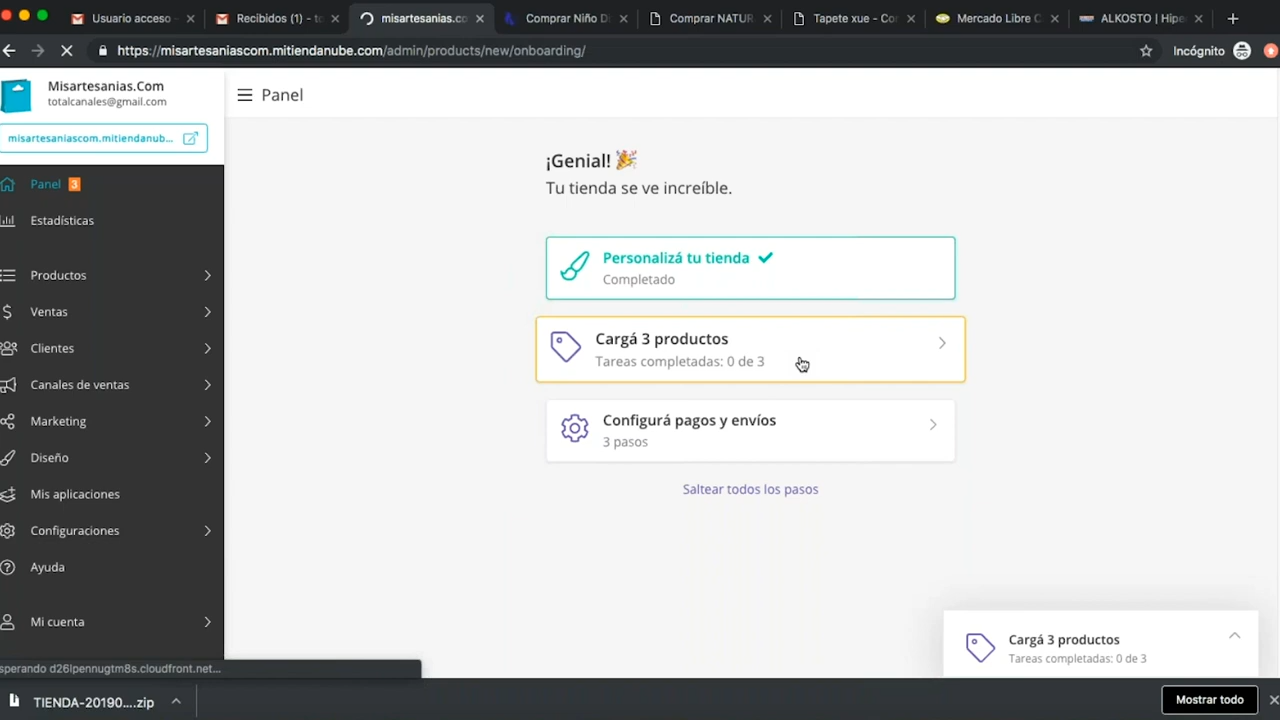 Usuario acceso -
Recibidos (1) - to
misartesanias.co
Comprar Niño D
Comprar NATUR
Tapete xue - Cor
Mercado Libre C
ALKOSTO | Hipe
https://misartesaniascom.mitiendanube.com/admin/products/new/onboarding/
Incógnito
Misartesanias.Com
totalcanales@gmail.com
misartesaniascom.mitiendanub...
Panel
¡Genial! 🎉
Tu tienda se ve increíble.
Personalizá tu tienda
Completado
Cargá 3 productos
Tareas completadas: 0 de 3
Configurá pagos y envíos
3 pasos
Saltear todos los pasos
Panel 3
Estadísticas
Productos
Ventas
Clientes
Canales de ventas
Marketing
Diseño
Mis aplicaciones
Configuraciones
Ayuda
Mi cuenta
Cargá 3 productos
Tareas completadas: 0 de 3
sperando d26lpennugtm8s.cloudfront.net...
TIENDA-20190....zip
Mostrar todo